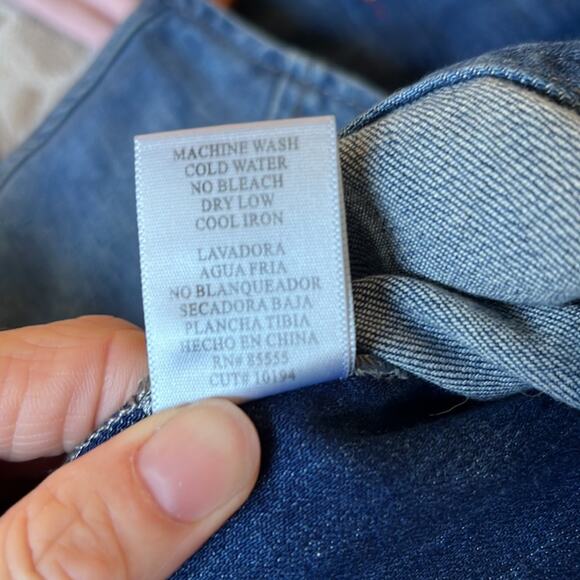 MACHINE WASH
COLD WATER
NO BLEACH
DRY LOW
COOL IRON
LAVADORA
AGUA FRIA
NO BLANQUEADOR
SECADORA BAJA
PLANCHA TIBIA
HECHO EN CHINA
RN# 85555
CUT# 10194